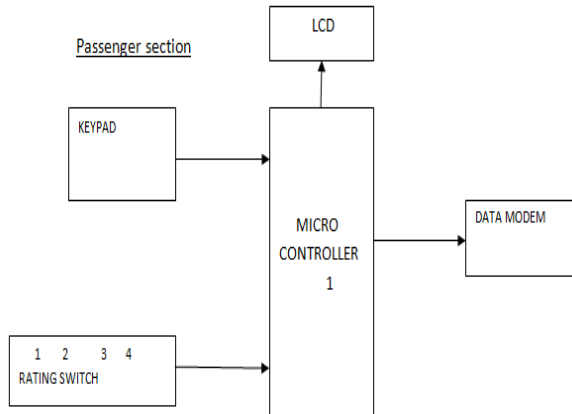 LCD
Passenger section
KEYPAD
MICRO
CONTROLLER
1
DATA MODEM
1 2 3 4
RATING SWITCH